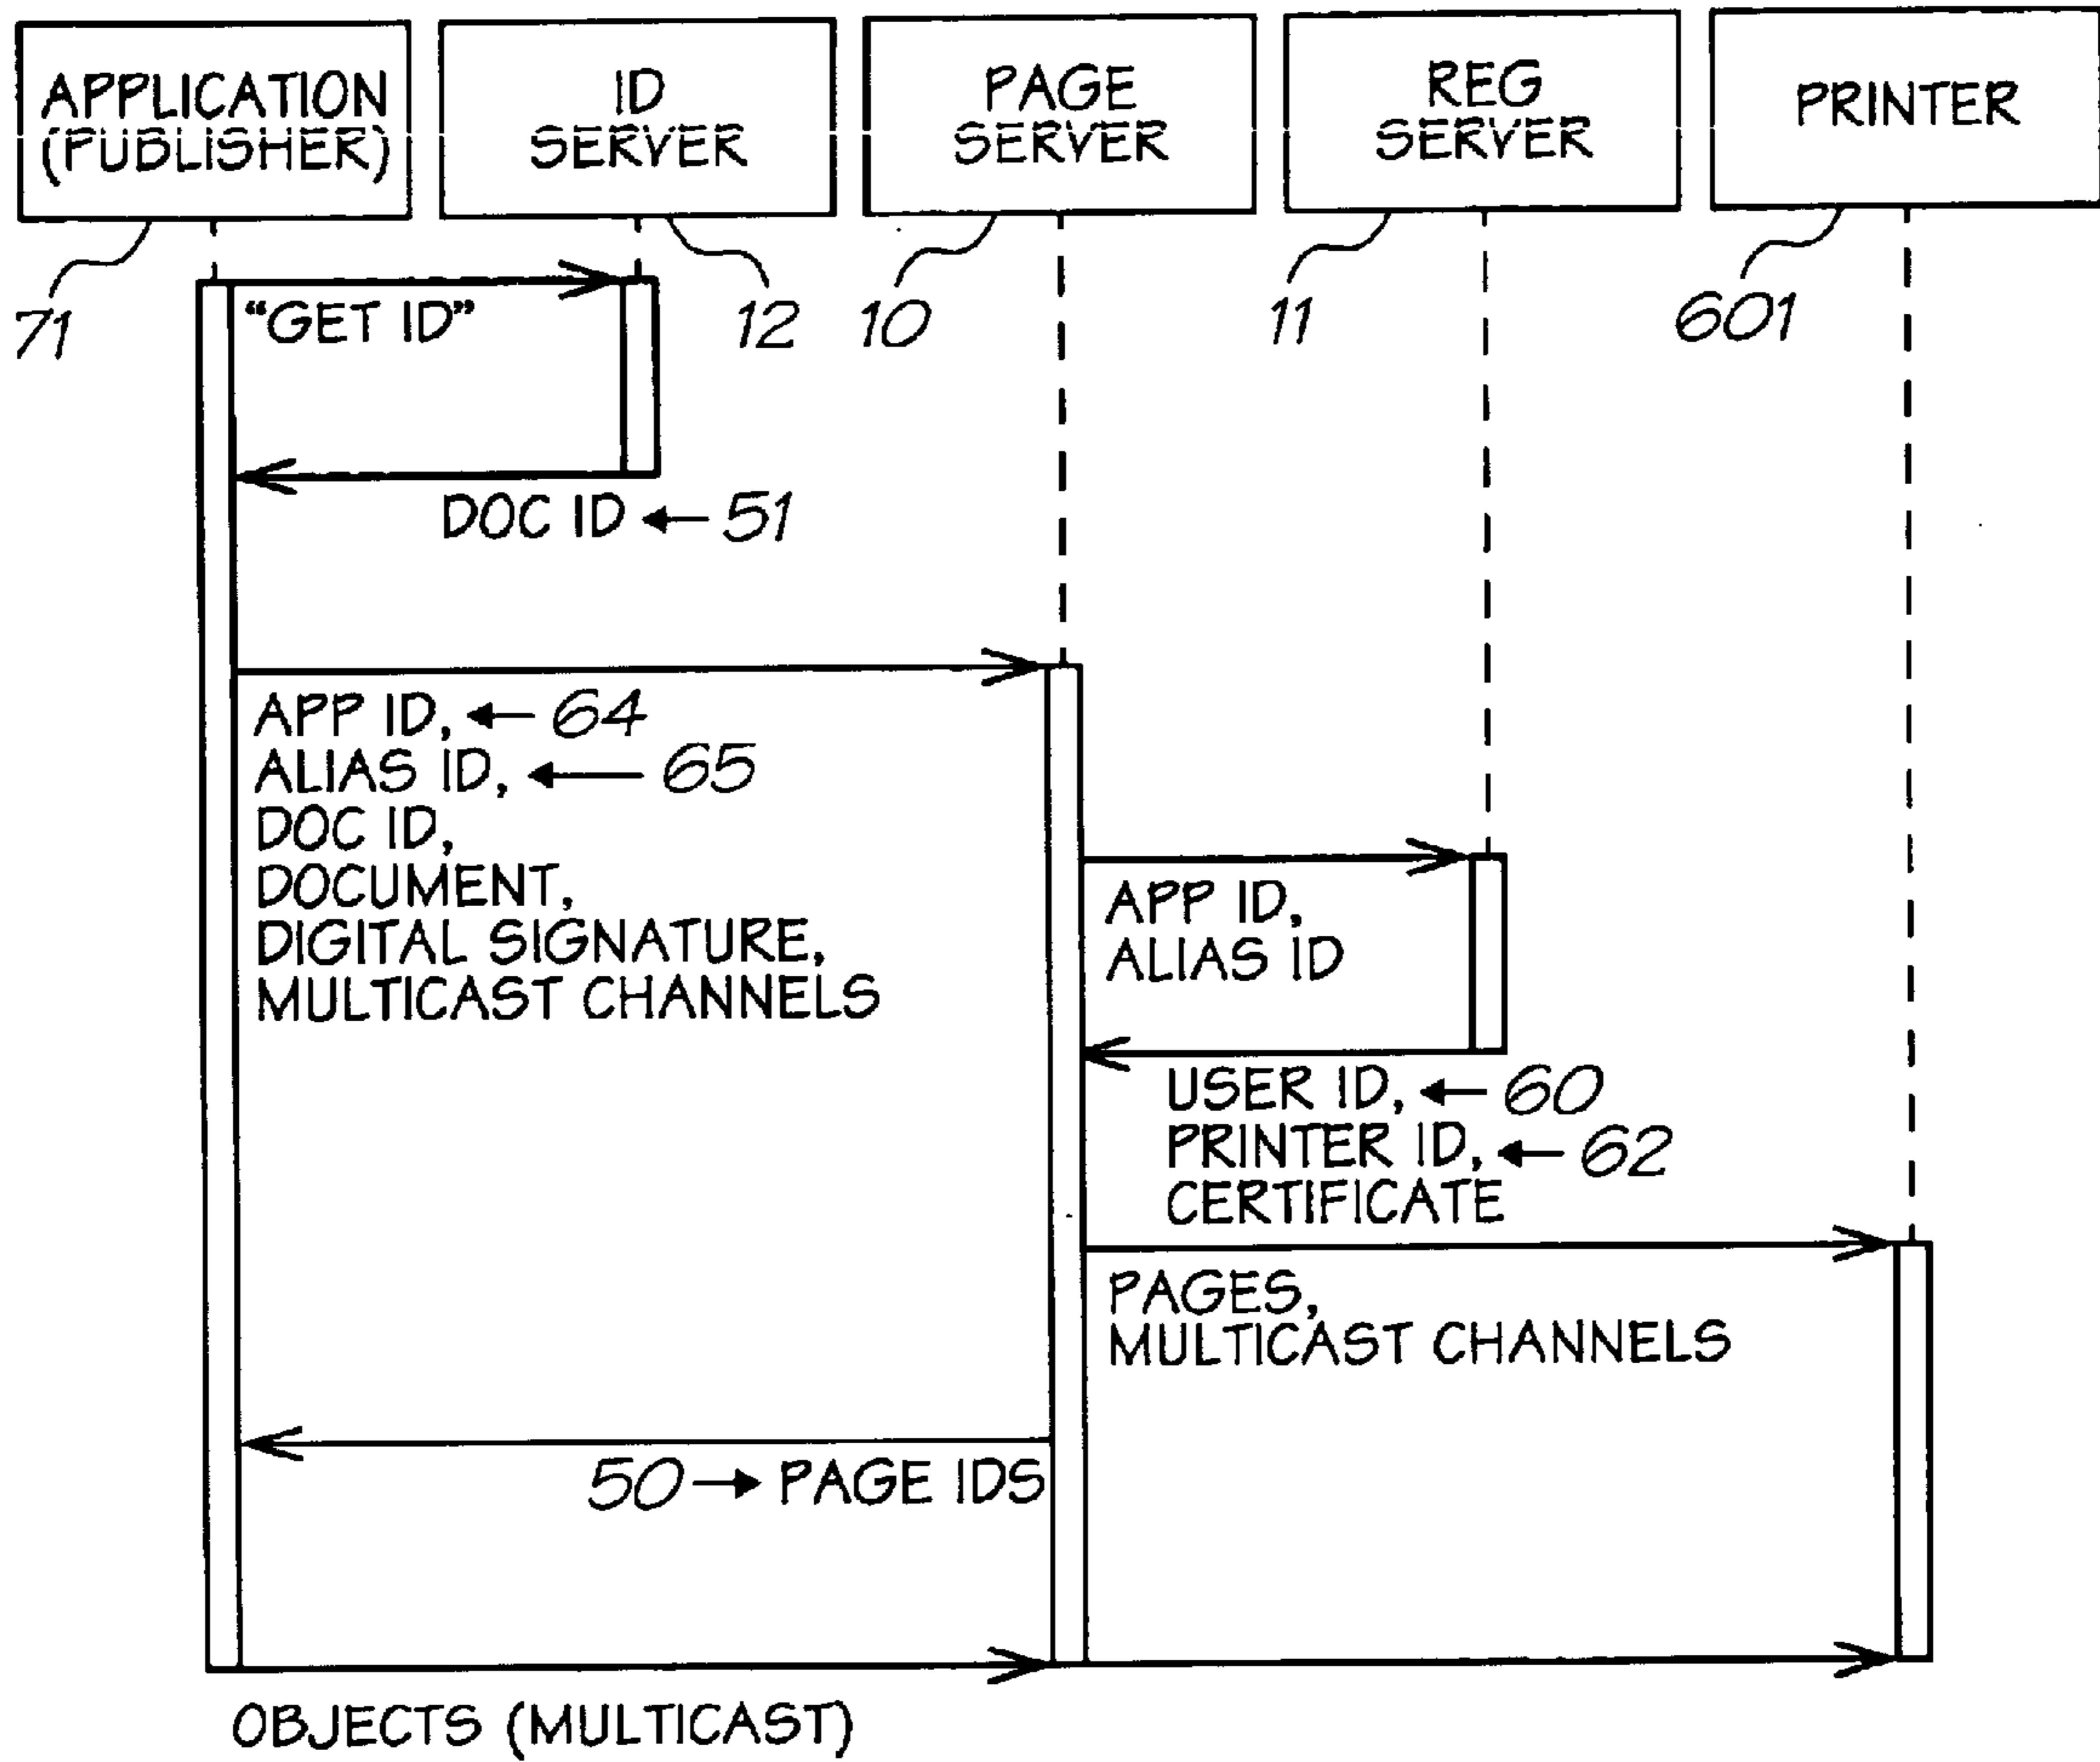 APPLICATION
(PUBLISHER)
ID
SERVER
PAGE
SERVER
REG
SERVER
PRINTER
71
12
10
11
601
“GET ID”
DOC ID 51
APP ID, 64
ALIAS ID, 65
DOC ID,
DOCUMENT,
DIGITAL SIGNATURE,
MULTICAST CHANNELS
APP ID,
ALIAS ID
USER ID, 60
PRINTER ID, 62
CERTIFICATE
PAGES,
MULTICAST CHANNELS
50 PAGE IDS
OBJECTS (MULTICAST)